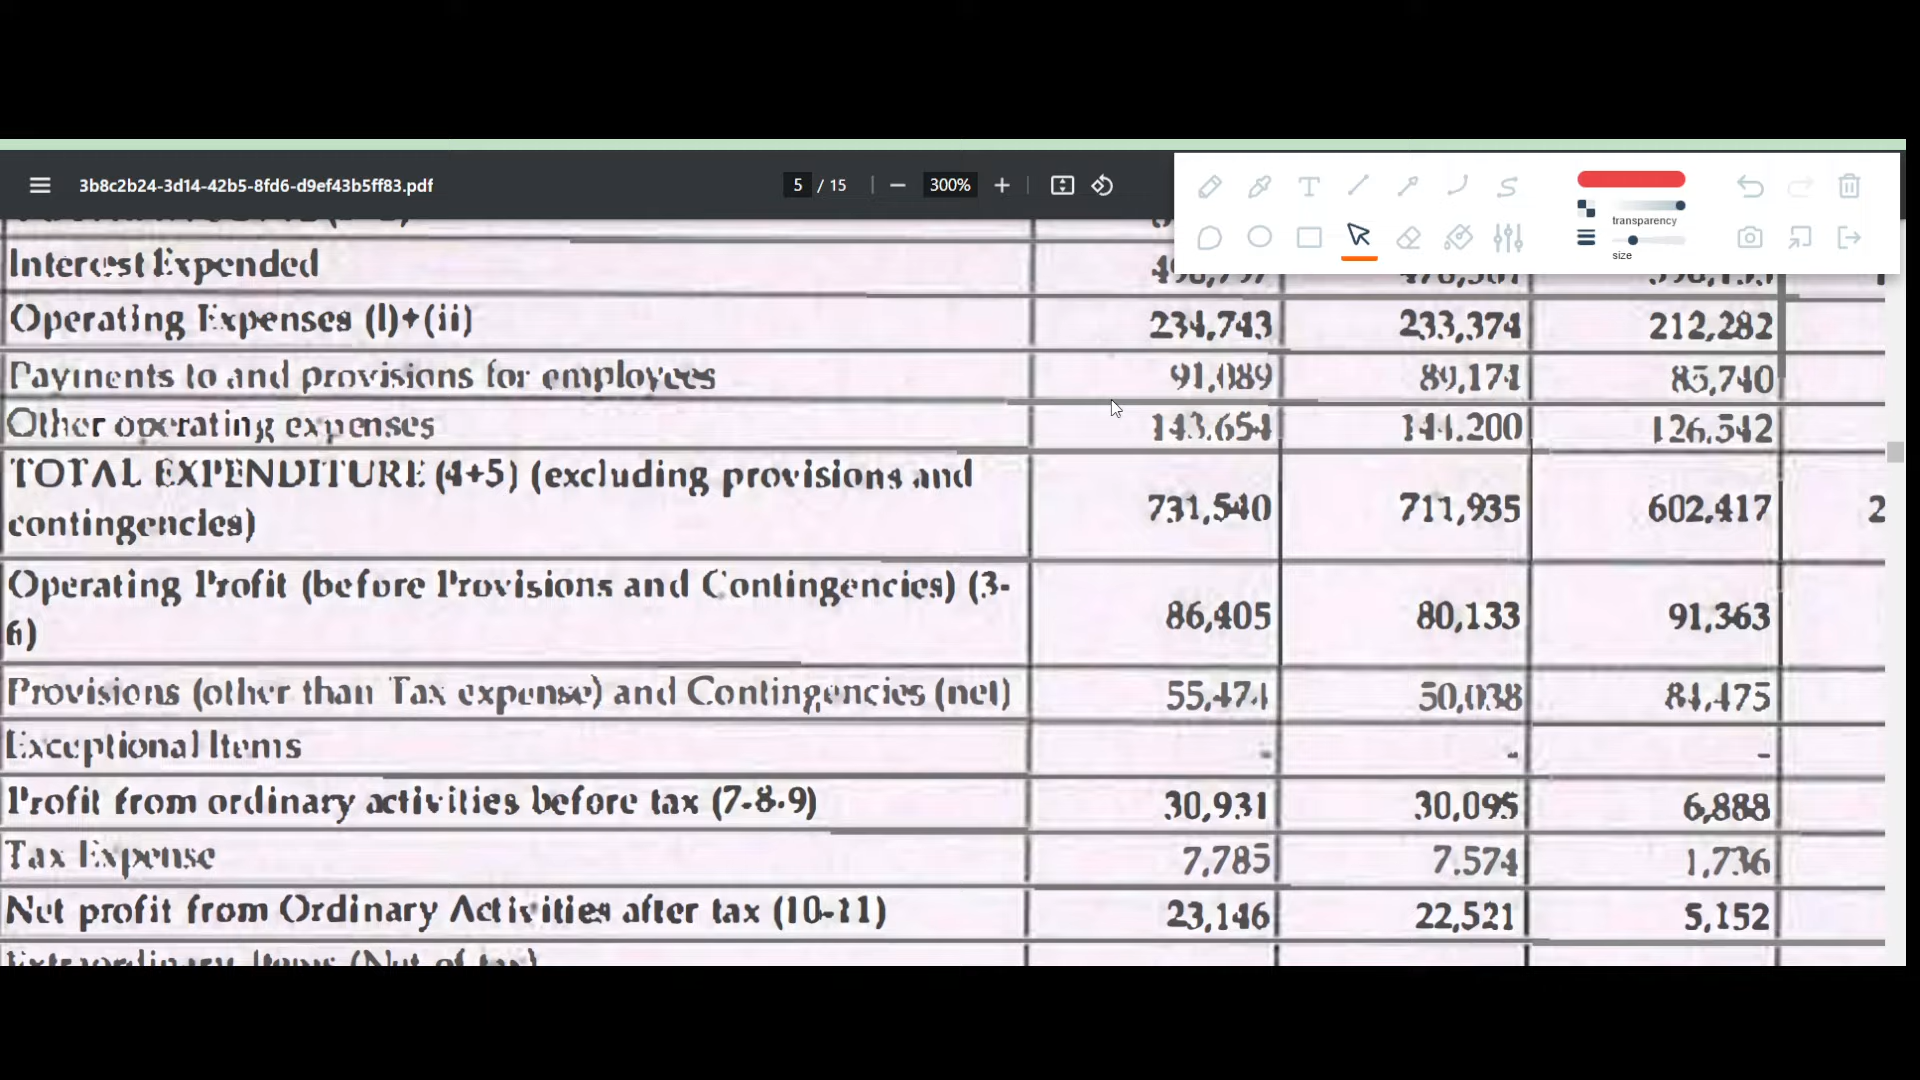 3b8c2b24-3d14-42b5-8fd6-d9ef43b5ff83.pdf 5 / 15 300%
transparency
size
Interest Expended
Operating Expenses (I)+(ii) 234,743 233,374 212,282
Payments to and provisions for employees 91,089 89,174 85,740
Other operating expenses 143,654 144,200 126,542
TOTAL EXPENDITURE (4+5) (excluding provisions and
contingencies) 731,540 711,935 602,417 2
Operating Profit (before Provisions and Contingencies) (3-
6) 86,405 80,133 91,363
Provisions (other than Tax expense) and Contingencies (net) 55,474 50,038 84,475
Exceptional Items - - -
Profit from ordinary activities before tax (7-8-9) 30,931 30,095 6,888
Tax Expense 7,785 7,574 1,736
Net profit from Ordinary Activities after tax (10-11) 23,146 22,521 5,152
Extraordinary Items (Net of tax)